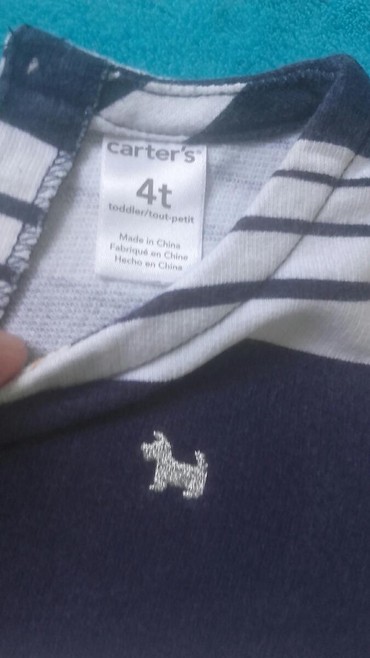 carter's®
4t
toddler/tout-petit
Made in China
Fabriqué en Chine
Hecho en China